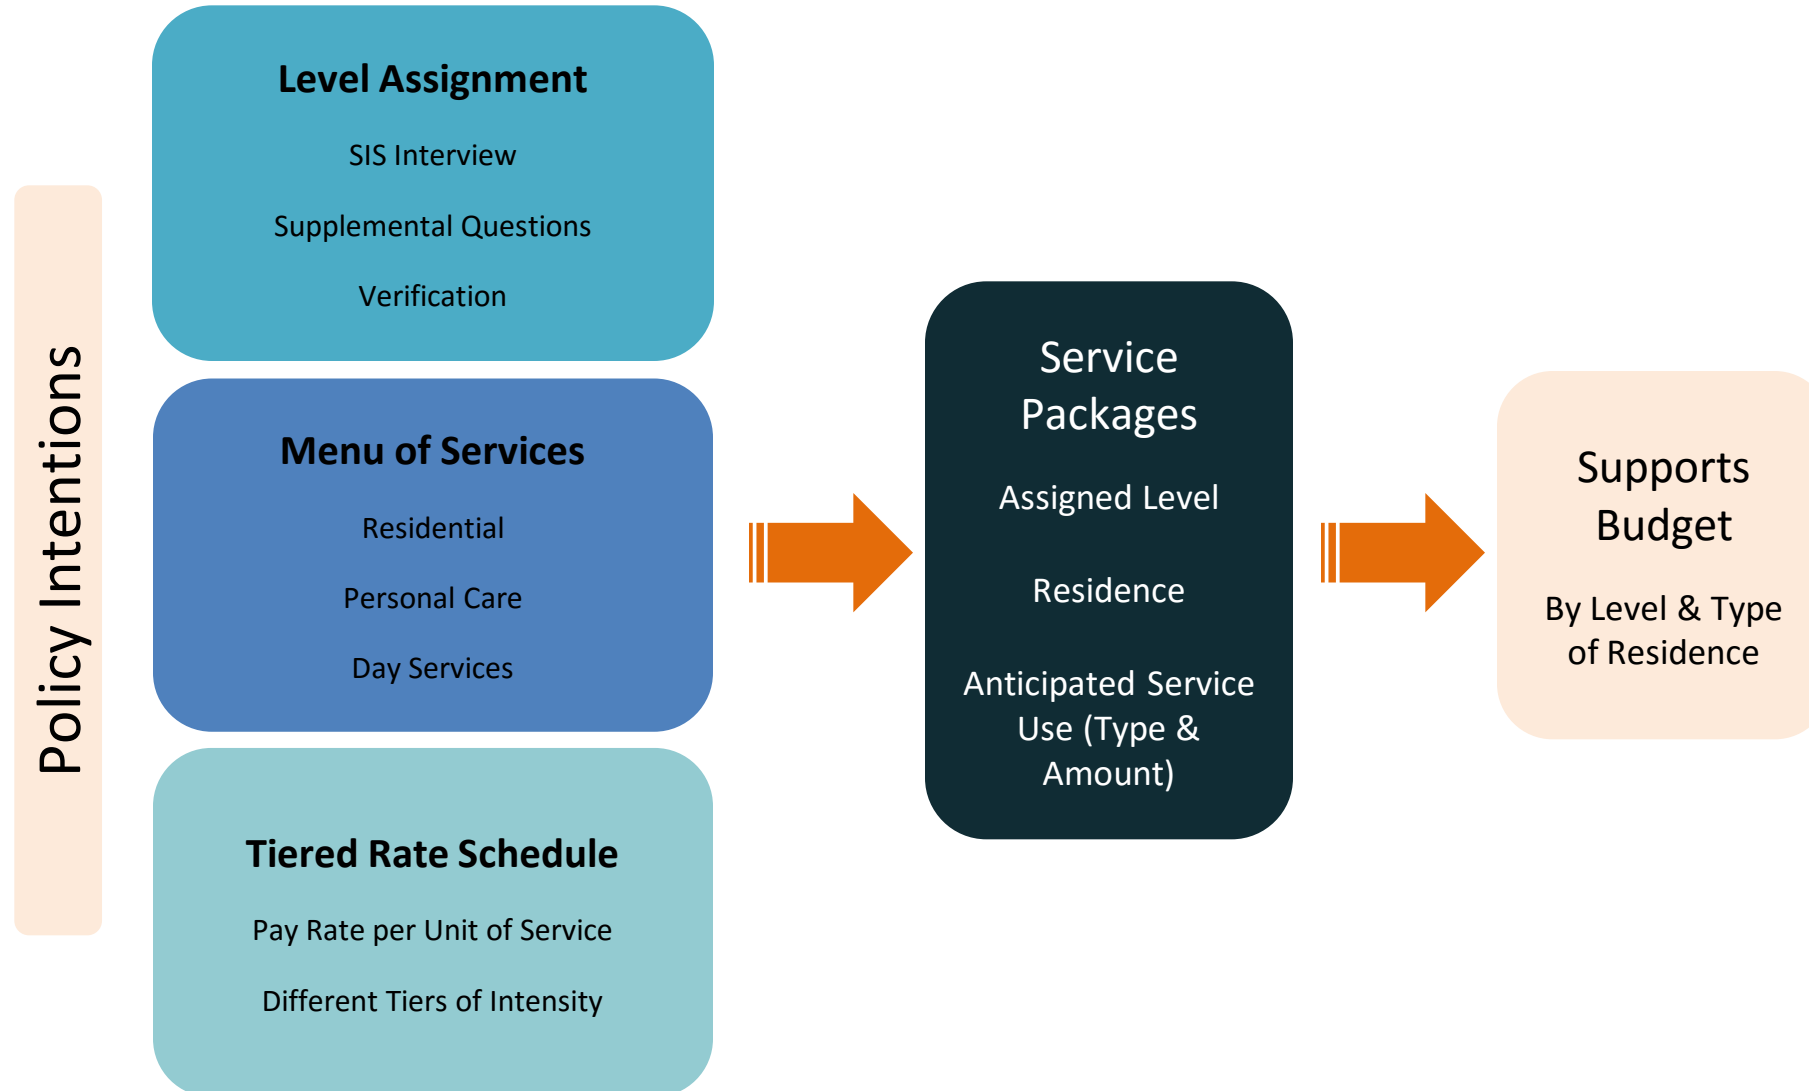 Policy Intentions
Level Assignment
SIS Interview
Supplemental Questions
Verification
Menu of Services
Residential
Personal Care
Day Services
Tiered Rate Schedule
Pay Rate per Unit of Service
Different Tiers of Intensity
Service
Packages
Assigned Level
Residence
Anticipated Service
Use (Type &
Amount)
Supports
Budget
By Level & Type
of Residence